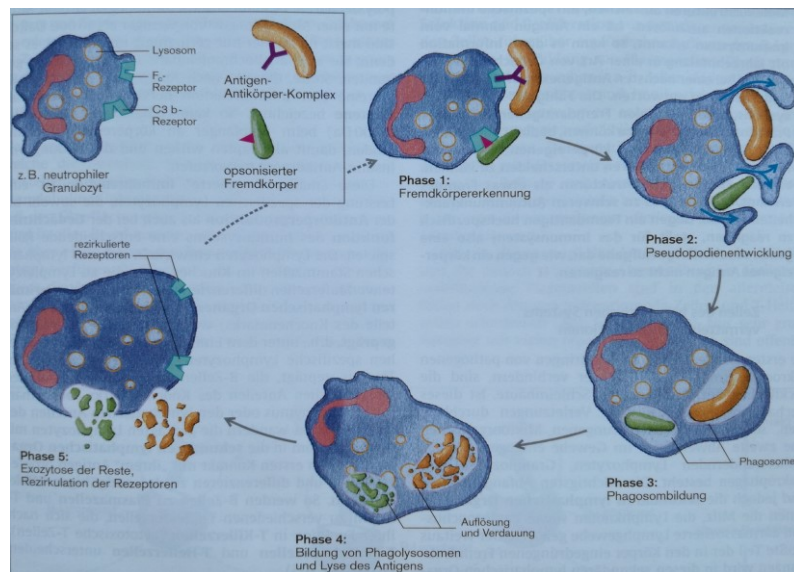 Lysosom
Fc-
Rezeptor
C3 b-
Rezeptor
z. B. neutrophiler
Granulozyt
Antigen-
Antikörper-Komplex
opsonisierter
Fremdkörper
Phase 1:
Fremdkörpererkennung
Phase 2:
Pseudopodienentwicklung
Phagosome
Phase 3:
Phagosombildung
Auflösung
und Verdauung
Phase 4:
Bildung von Phagolysosomen
und Lyse des Antigens
rezirkulierte
Rezeptoren
Phase 5:
Exozytose der Reste,
Rezirkulation der Rezeptoren